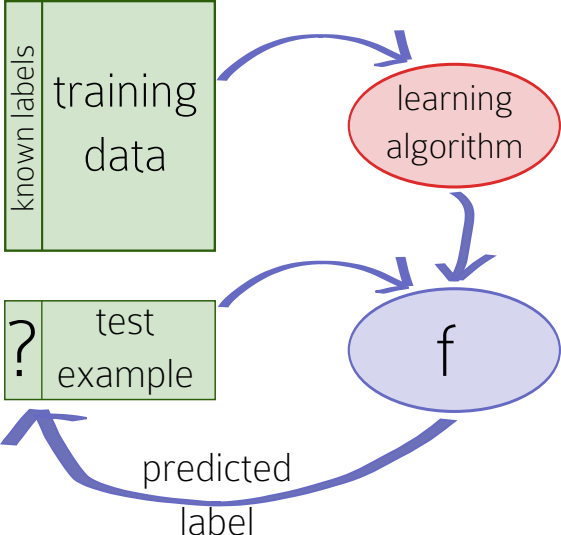 known labels
training
data
learning
algorithm
?
test
example
f
predicted
label